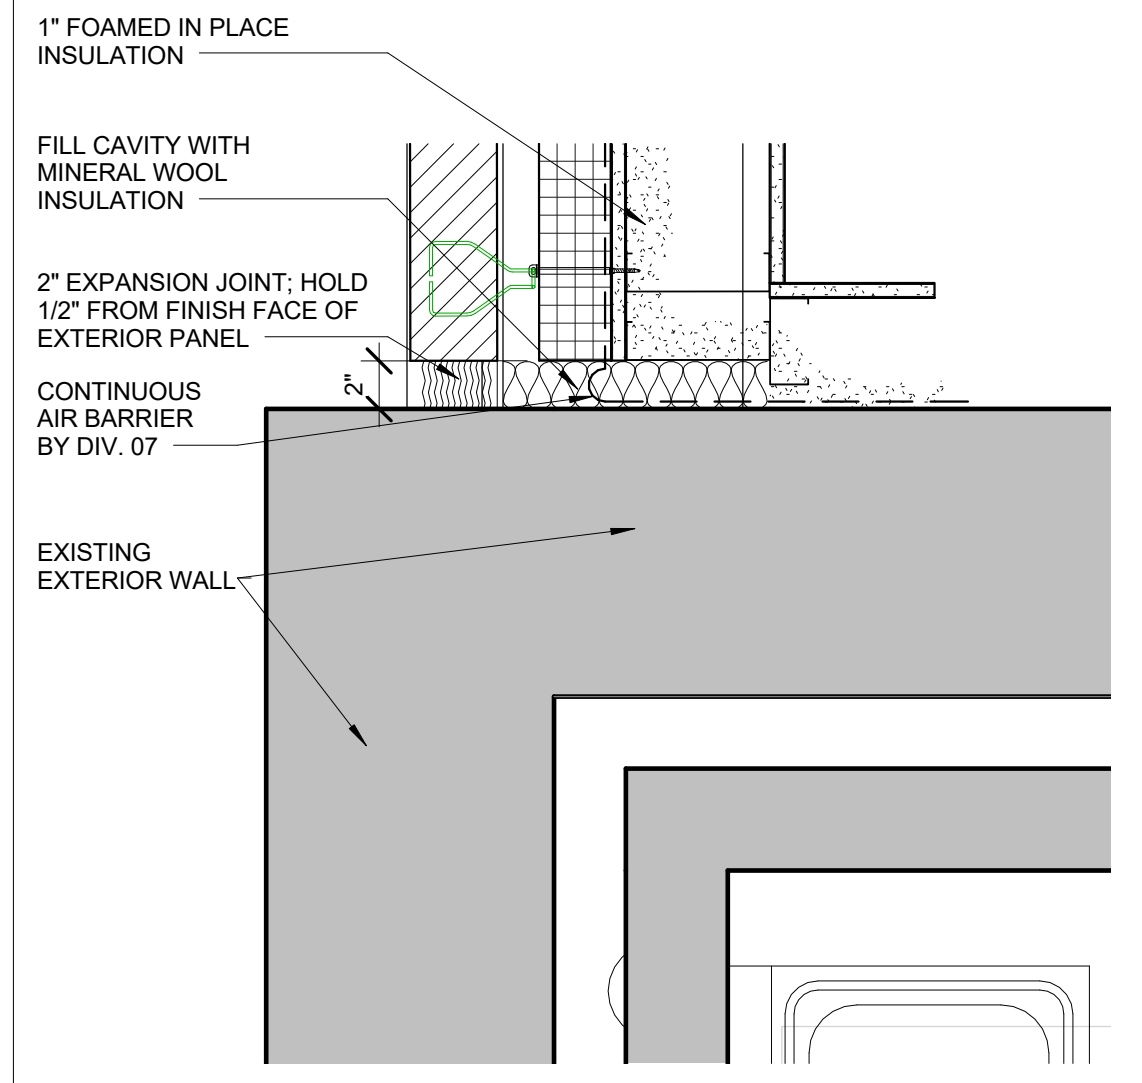 1" FOAMED IN PLACE
INSULATION
FILL CAVITY WITH
MINERAL WOOL
INSULATION
2" EXPANSION JOINT; HOLD
1/2" FROM FINISH FACE OF
EXTERIOR PANEL
2"
CONTINUOUS
AIR BARRIER
BY DIV. 07
EXISTING
EXTERIOR WALL